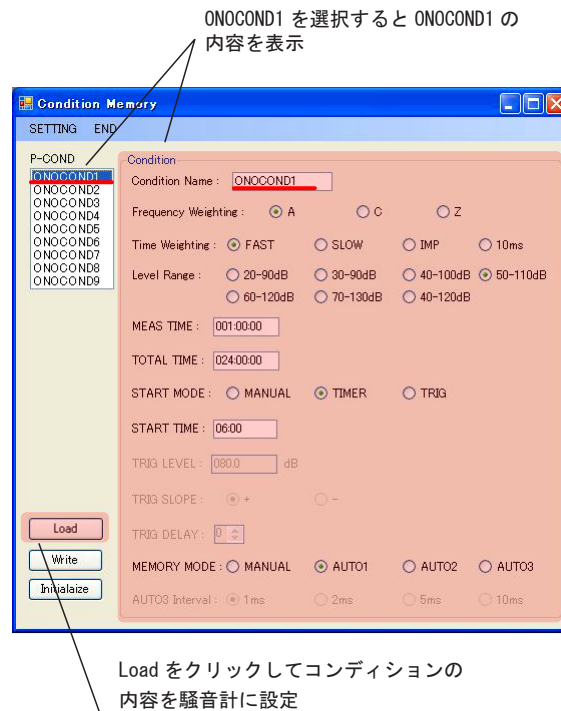 ONOCOND1 を選択すると ONOCOND1 の
内容を表示
Condition Memory
SETTING END
P-COND
ONOCOND1
ONOCOND2
ONOCOND3
ONOCOND4
ONOCOND5
ONOCOND6
ONOCOND7
ONOCOND8
ONOCOND9
Condition
Condition Name : ONOCOND1
Frequency Weighting : A C Z
Time Weighting : FAST SLOW IMP 10ms
Level Range : 20-90dB 30-90dB 40-100dB 50-110dB
60-120dB 70-130dB 40-120dB
MEAS TIME : 001:00:00
TOTAL TIME : 024:00:00
START MODE : MANUAL TIMER TRIG
START TIME : 06:00
TRIG LEVEL : 080.0 dB
TRIG SLOPE : + -
TRIG DELAY : 0
MEMORY MODE : MANUAL AUTO1 AUTO2 AUTO3
AUTO3 Interval : 1ms 2ms 5ms 10ms
Load
Write
Initialaize
Load をクリックしてコンディションの
内容を騒音計に設定